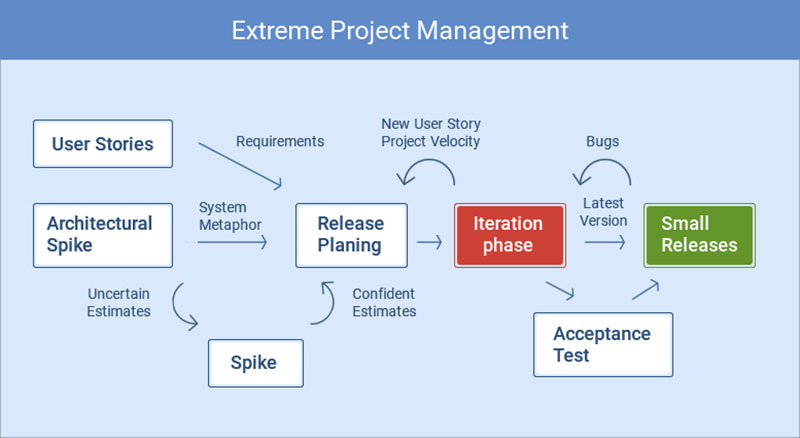 Extreme Project Management
New User Story
Project Velocity
User Stories
Requirements
Bugs
Architectural
Spike
System
Metaphor
Release
Planing
Iteration
phase
Latest
Version
Small
Releases
Uncertain
Estimates
Confident
Estimates
Spike
Acceptance
Test